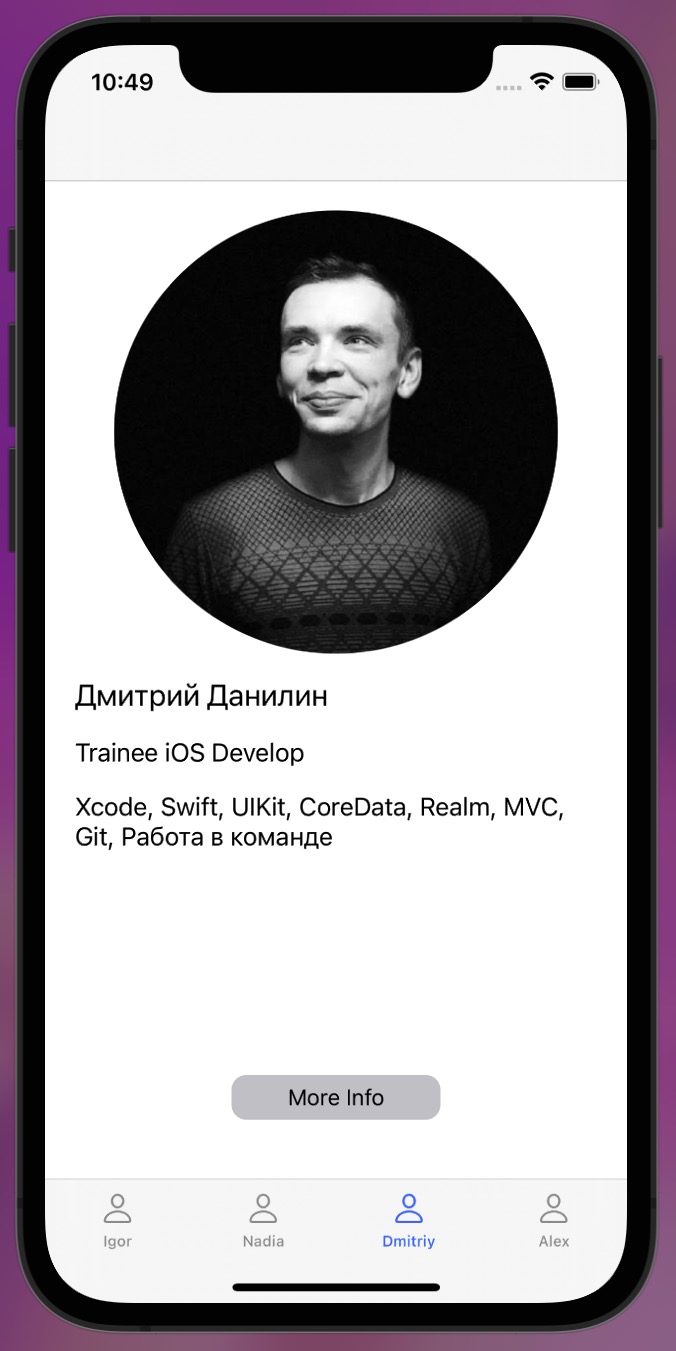 10:49
Дмитрий Данилин
Trainee iOS Develop
Xcode, Swift, UIKit, CoreData, Realm, MVC,
Git, Работа в команде
More Info
Igor
Nadia
Dmitriy
Alex